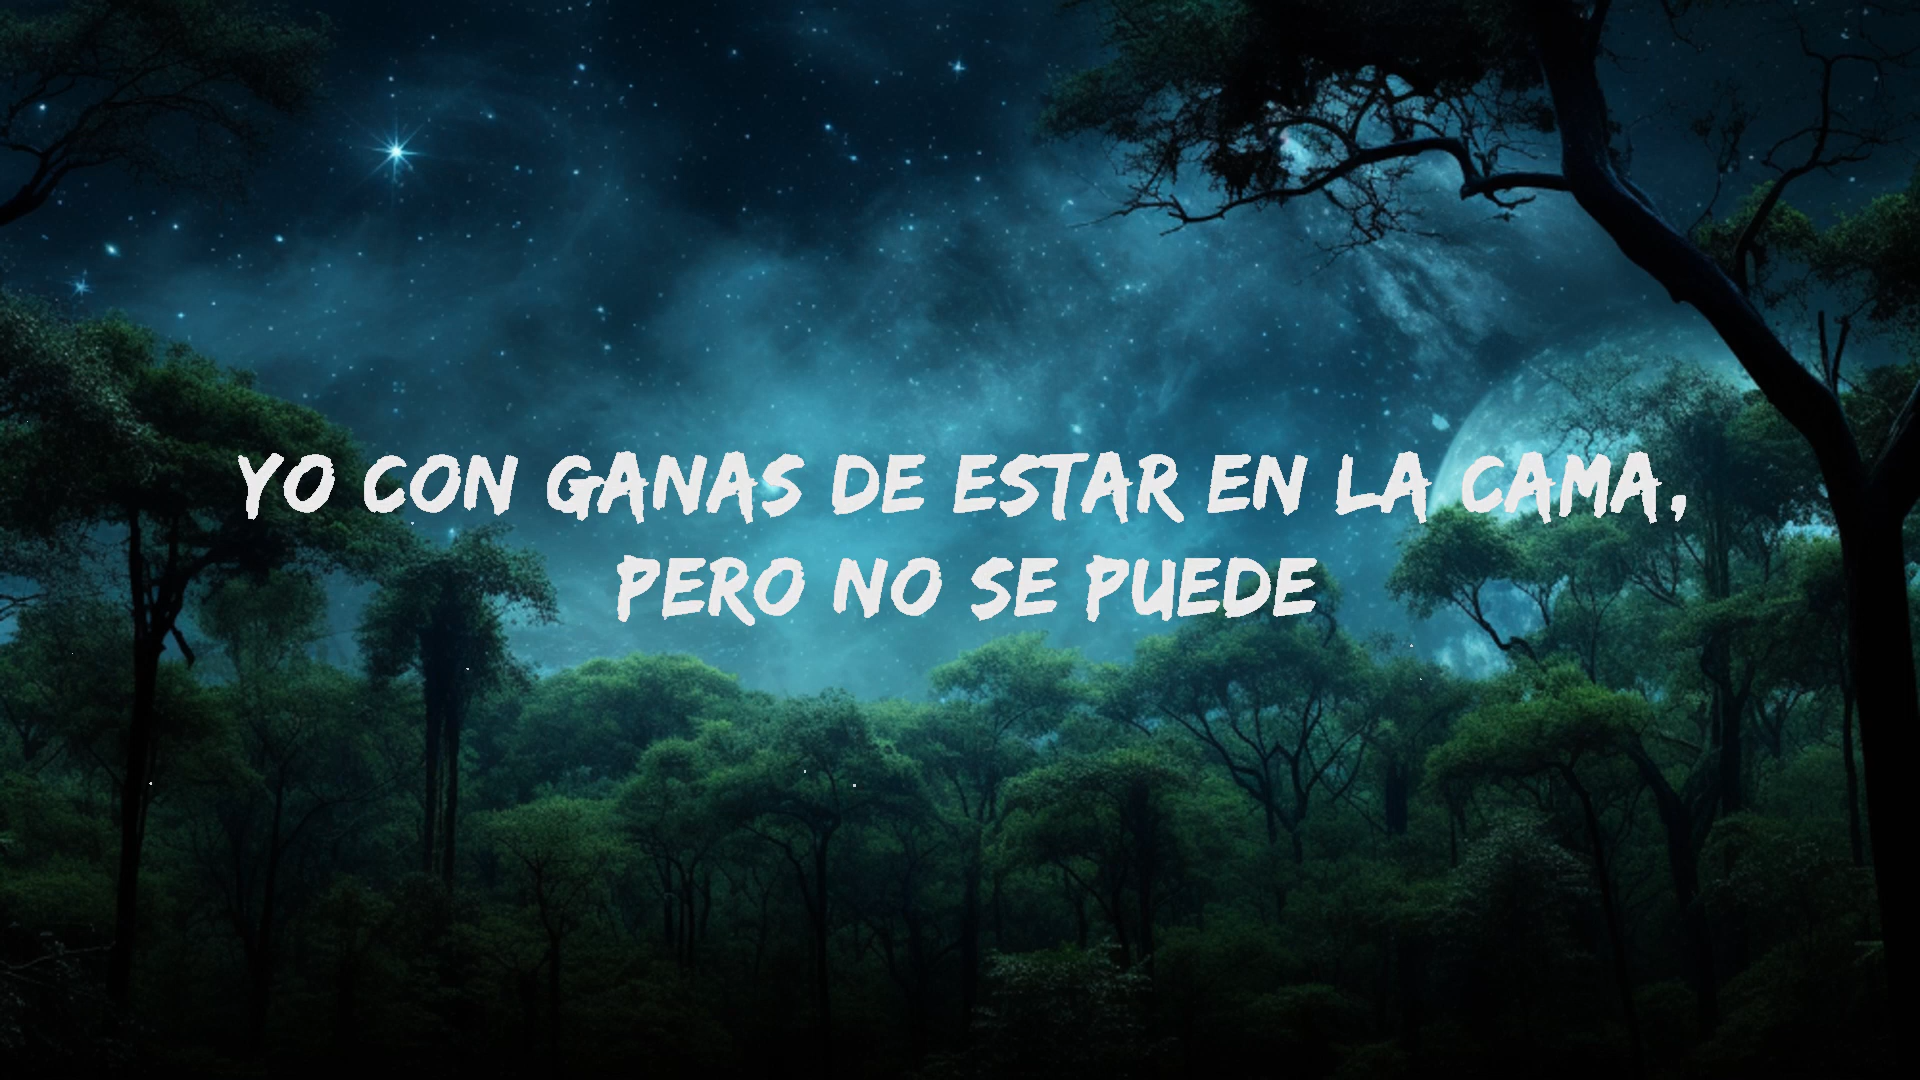 YO CON GANAS DE ESTAR EN LA CAMA,
PERO NO SE PUEDE